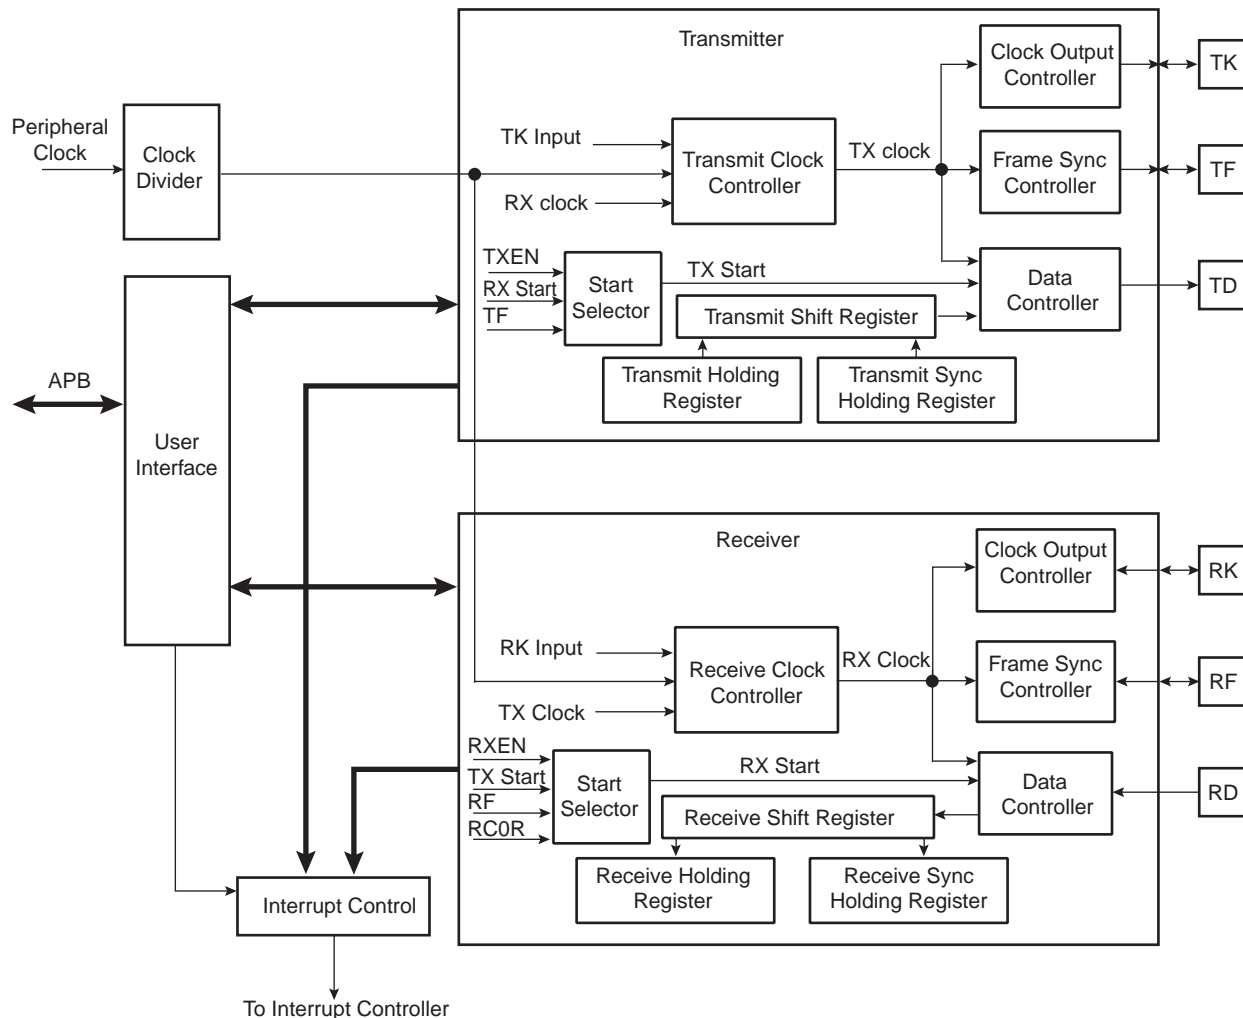 Transmitter
Clock Output
Controller
TK
Peripheral
Clock
Clock
Divider
TK Input
Transmit Clock
Controller
TX clock
Frame Sync
Controller
TF
RX clock
TXEN
RX Start
TF
Start
Selector
TX Start
Data
Controller
TD
Transmit Shift Register
Transmit Holding
Register
Transmit Sync
Holding Register
APB
User
Interface
Receiver
Clock Output
Controller
RK
RK Input
Receive Clock
Controller
RX Clock
Frame Sync
Controller
RF
TX Clock
RXEN
TX Start
RF
RC0R
Start
Selector
RX Start
Data
Controller
RD
Receive Shift Register
Receive Holding
Register
Receive Sync
Holding Register
Interrupt Control
To Interrupt Controller